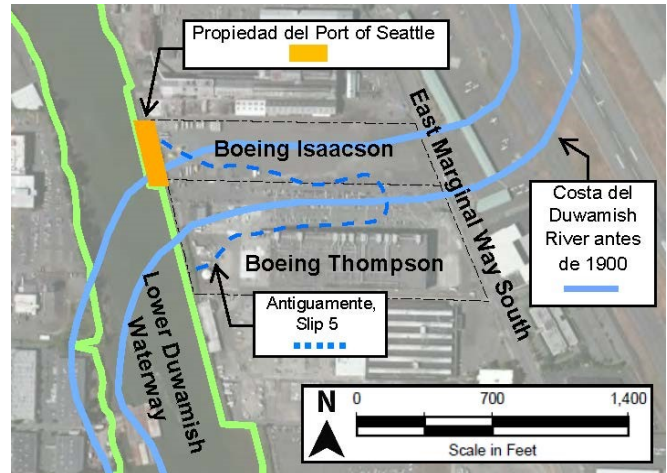 Propiedad del Port of Seattle
Boeing Isaacson
East Marginal Way South
Costa del
Duwamish
River antes
de 1900
Boeing Thompson
Antiguamente,
Slip 5
Lower Duwamish
Waterway
N
0 700 1,400
Scale in Feet